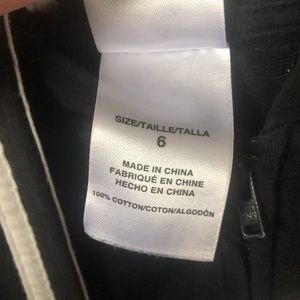 SIZE/TAILLE/TALLA
6
MADE IN CHINA
FABRIQUÉ EN CHINE
HECHO EN CHINA
100% COTTON/COTON/ALGODÓN